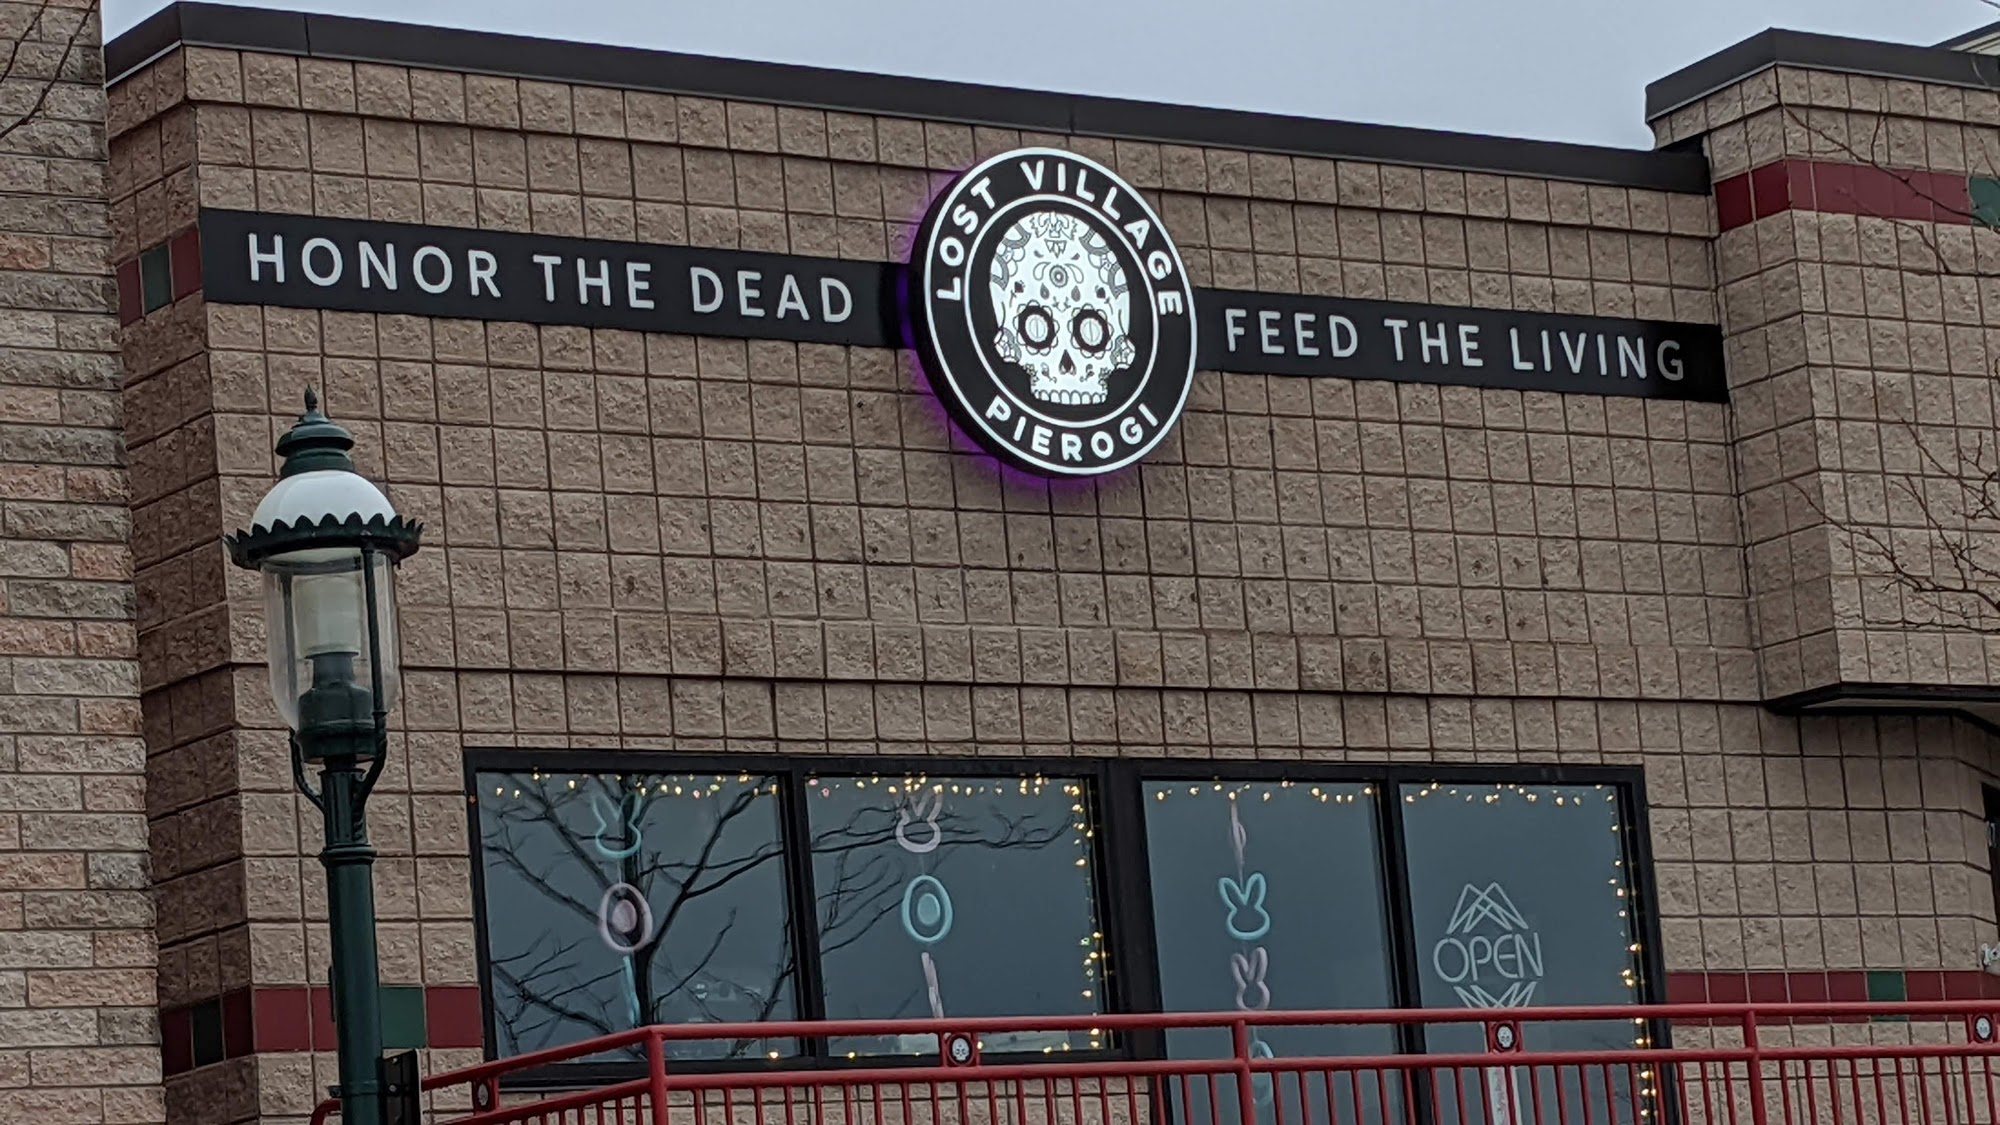 HONOR THE DEAD
LOST VILLAGE
PIEROGI
FEED THE LIVING
OPEN